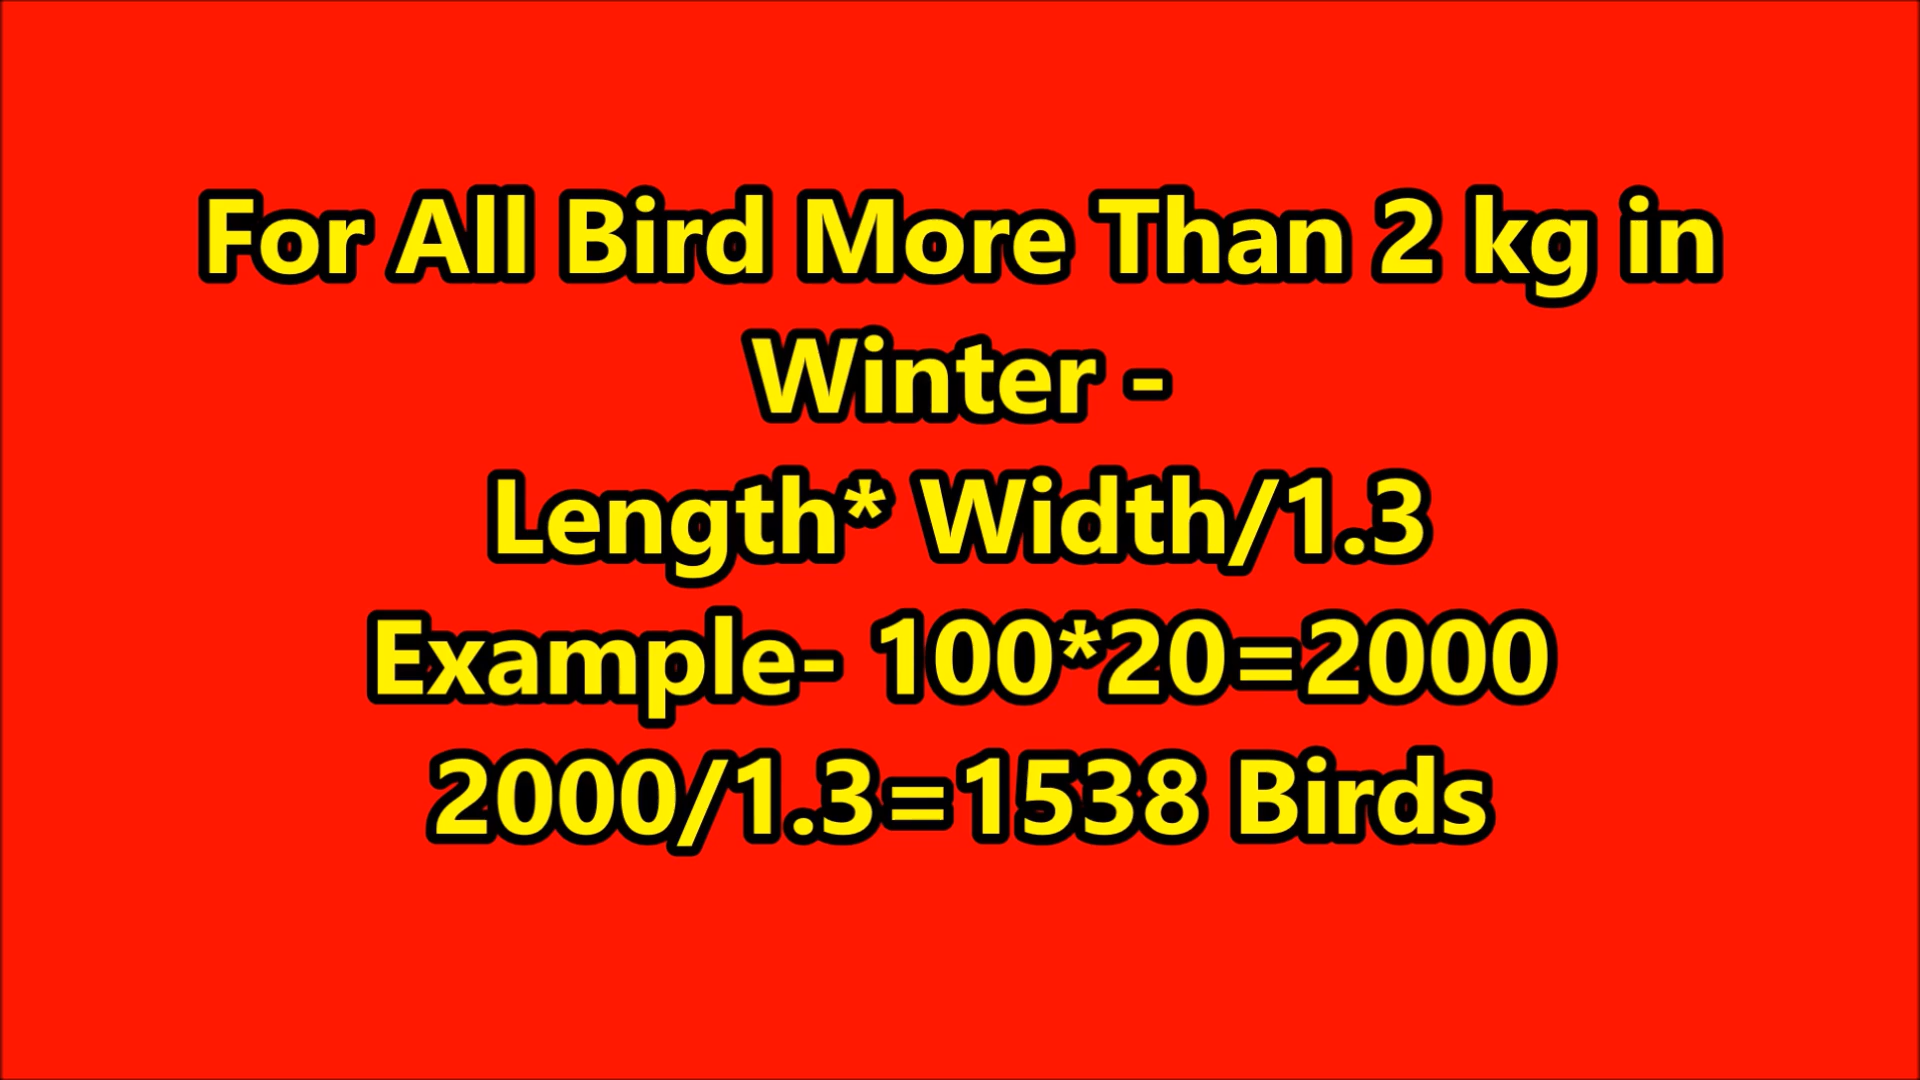 For All Bird More Than 2 kg in
Winter -
Length* Width/1.3
Example- 100*20=2000
2000/1.3=1538 Birds